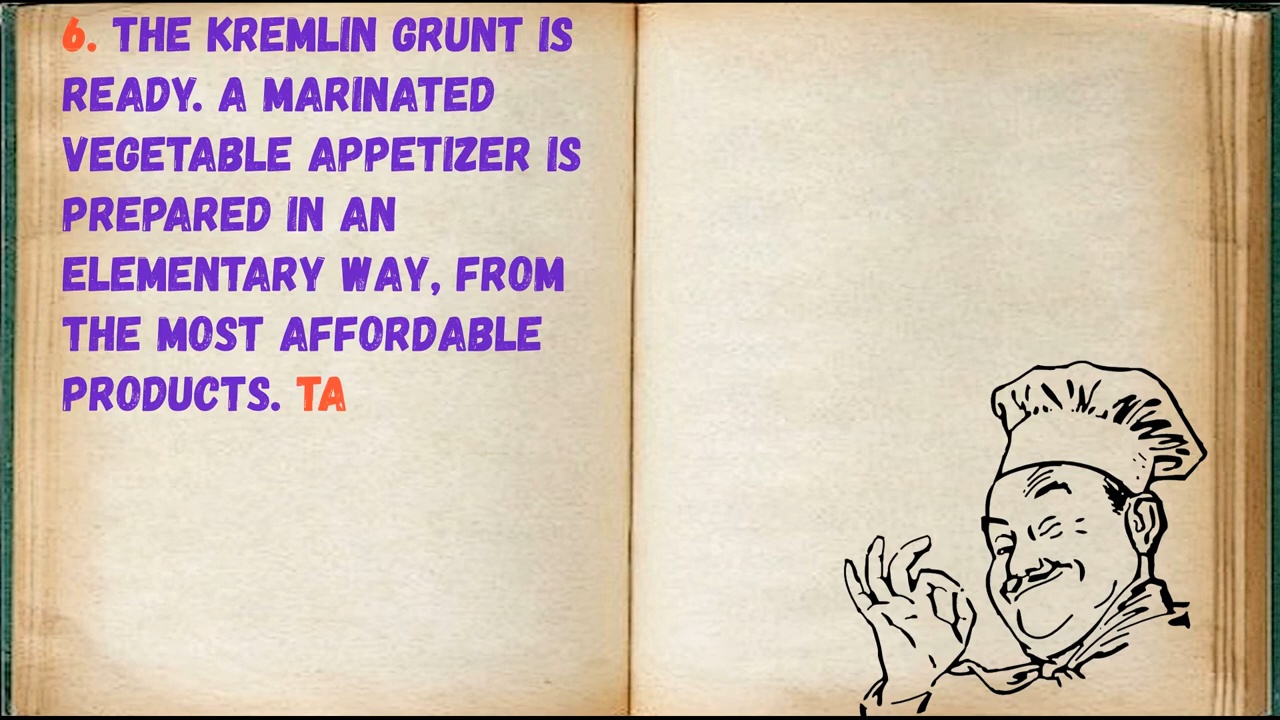 6. THE KREMLIN GRUNT IS
READY. A MARINATED
VEGETABLE APPETIZER IS
PREPARED IN AN
ELEMENTARY WAY, FROM
THE MOST AFFORDABLE
PRODUCTS. TA